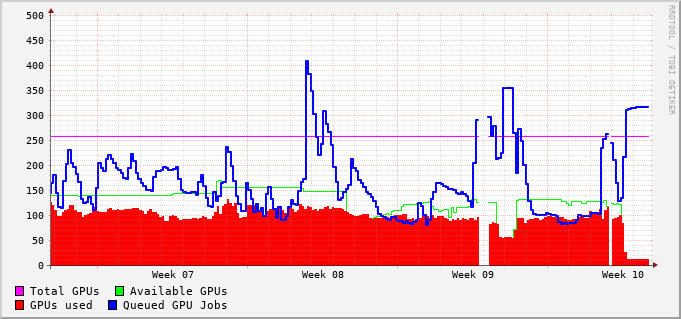 500
450
400
350
300
250
200
150
100
50
0
Week 07 Week 08 Week 09 Week 10
Total GPUs Available GPUs
GPUs used Queued GPU Jobs
RRDTOOL / TOBI OETIKER